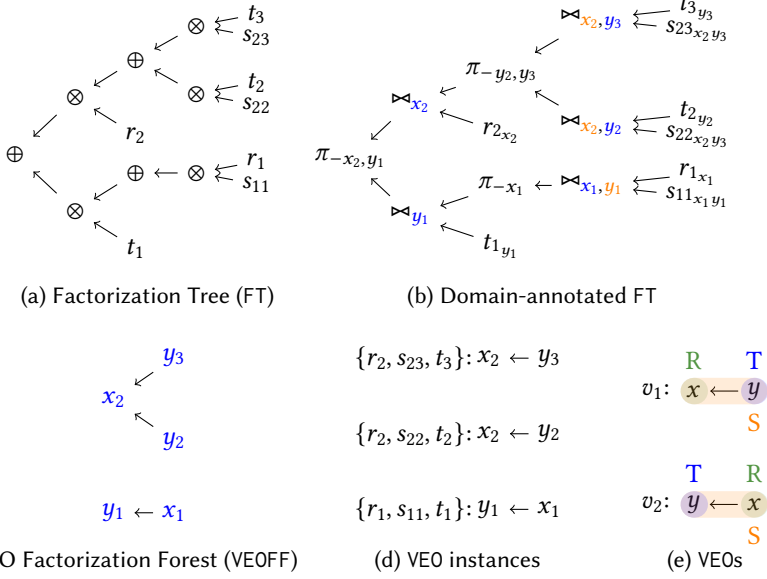 t₃
s₂₃
⊗
⊕
t₂
s₂₂
⊗
⊗
r₂
⊕
r₁
s₁₁
⊕
⊗
⊗
t₁
(a) Factorization Tree (FT)
t₃y₃
s₂₃x₂y₃
⋈x₂,y₃
π₋y₂,y₃
⋈x₂
t₂y₂
s₂₂x₂y₃
⋈x₂,y₂
r₂x₂
π₋x₂,y₁
r₁x₁
s₁₁x₁y₁
π₋x₁
⋈x₁,y₁
⋈y₁
t₁y₁
(b) Domain-annotated FT
y₃
x₂
y₂
y₁ ← x₁
O Factorization Forest (VEOFF)
{r₂, s₂₃, t₃}: x₂ ← y₃
{r₂, s₂₂, t₂}: x₂ ← y₂
{r₁, s₁₁, t₁}: y₁ ← x₁
(d) VEO instances
R T
v₁: x ← y
S
T R
v₂: y ← x
S
(e) VEOs